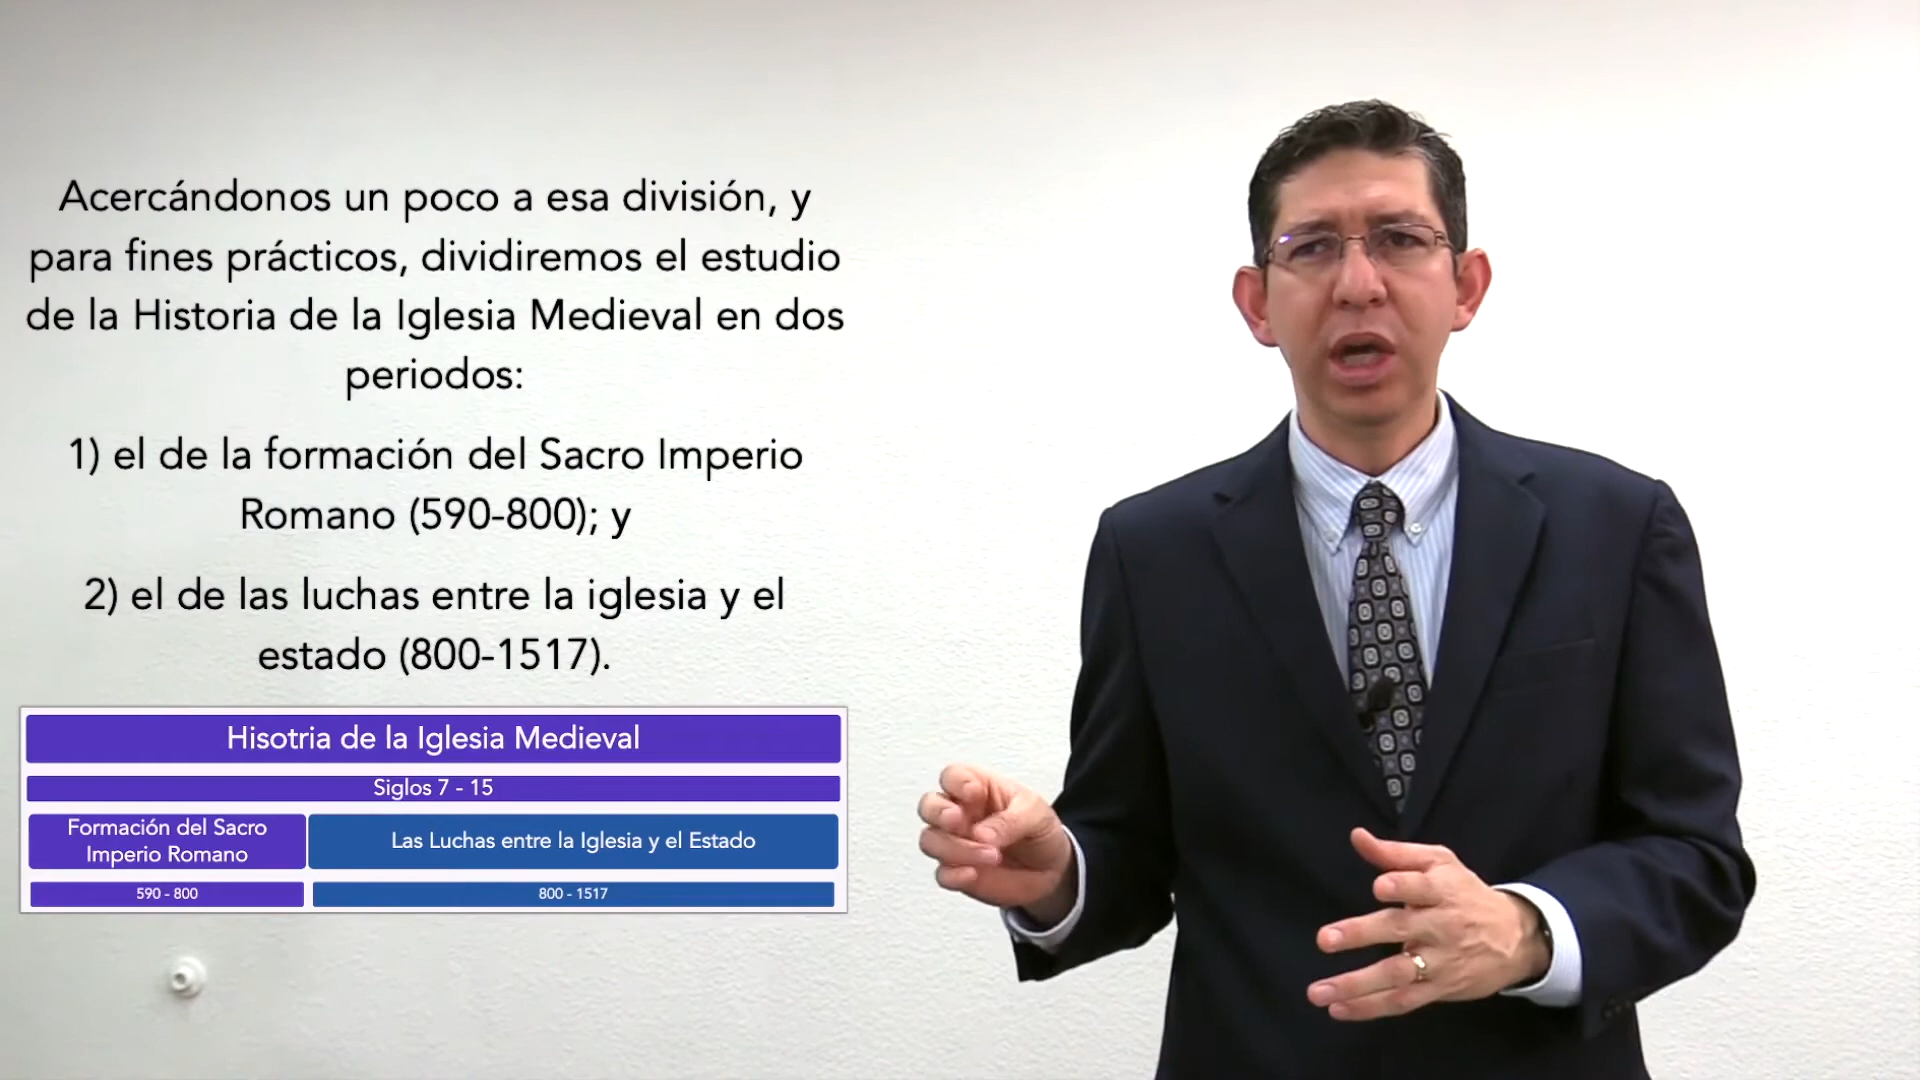 Acercándonos un poco a esa división, y
para fines prácticos, dividiremos el estudio
de la Historia de la Iglesia Medieval en dos
periodos:
1) el de la formación del Sacro Imperio
Romano (590-800); y
2) el de las luchas entre la iglesia y el
estado (800-1517).
Hisotria de la Iglesia Medieval
Siglos 7 - 15
Formación del Sacro
Imperio Romano
Las Luchas entre la Iglesia y el Estado
590 - 800
800 - 1517